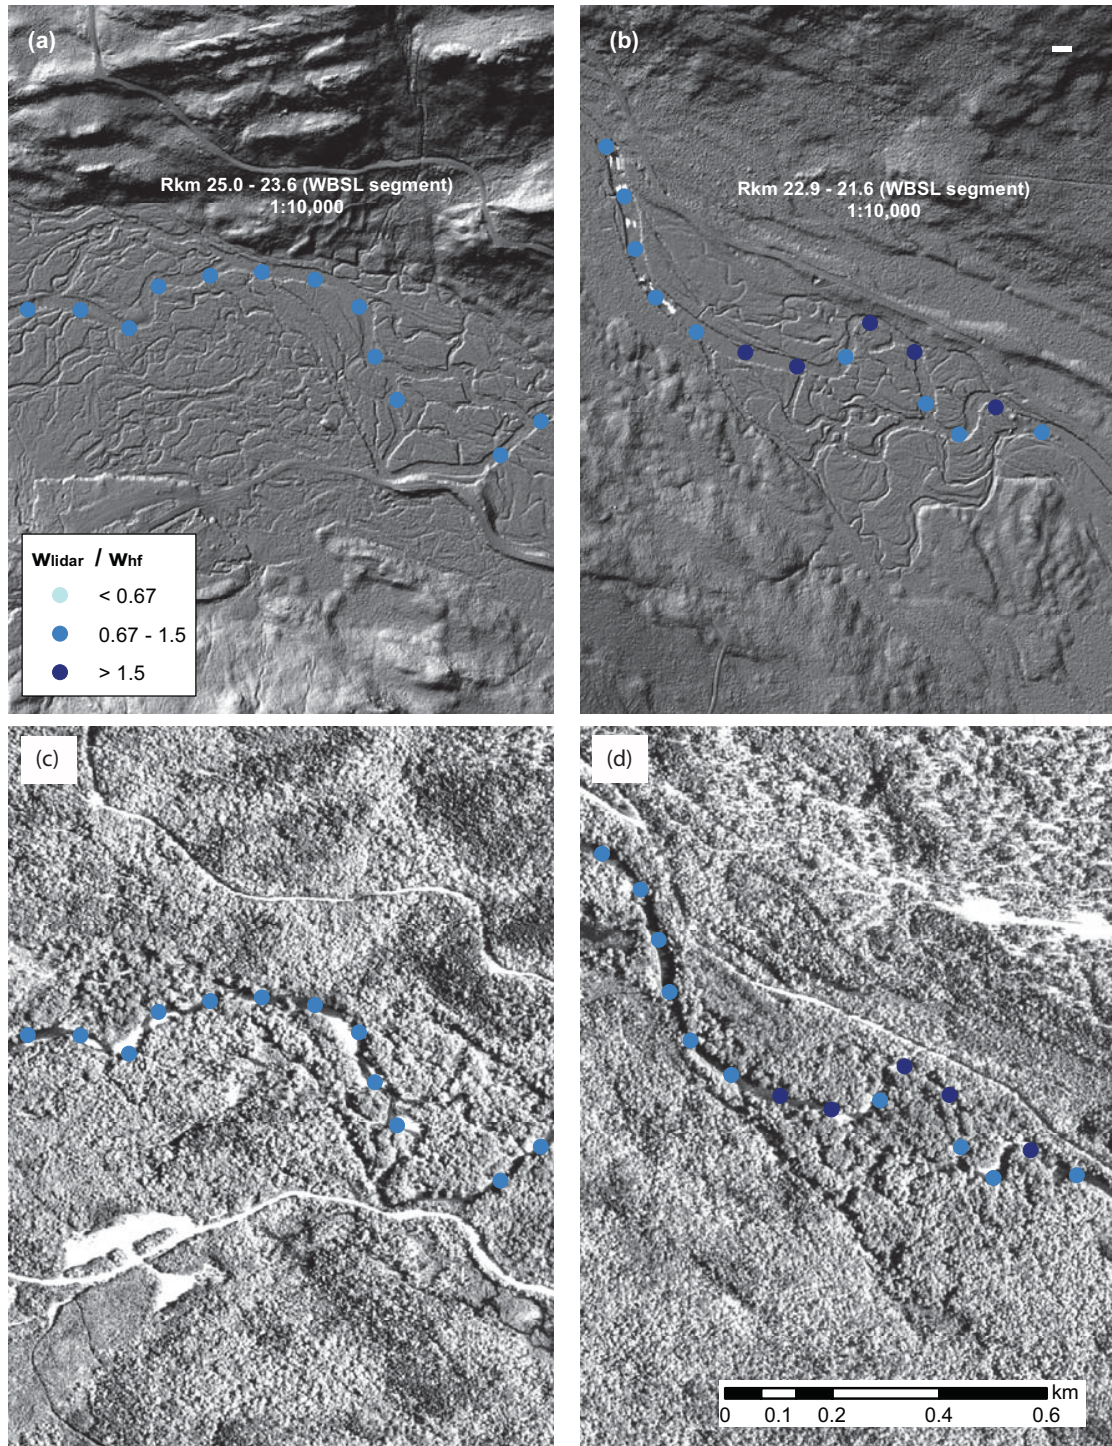 (a)
(b)
Rkm 25.0 - 23.6 (WBSL segment)
1:10,000
Rkm 22.9 - 21.6 (WBSL segment)
1:10,000
wlidar / whf
< 0.67
0.67 - 1.5
> 1.5
(c)
(d)
km
0 0.1 0.2 0.4 0.6